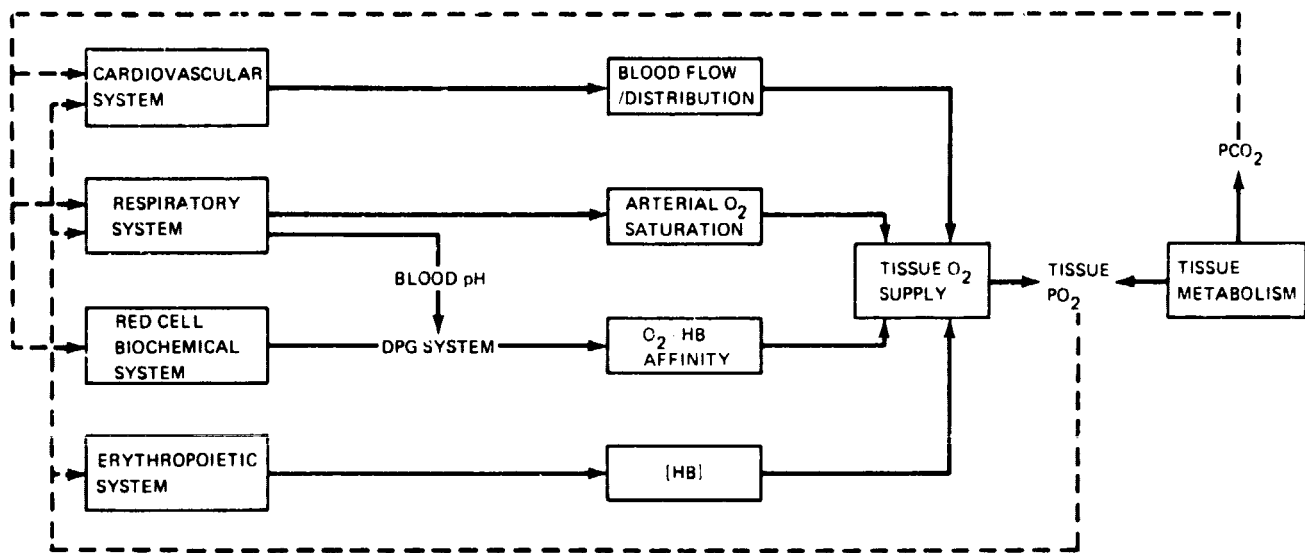 CARDIOVASCULAR
SYSTEM
BLOOD FLOW
/DISTRIBUTION
PCO2
RESPIRATORY
SYSTEM
ARTERIAL O2
SATURATION
BLOOD pH
TISSUE O2
SUPPLY
TISSUE
PO2
TISSUE
METABOLISM
RED CELL
BIOCHEMICAL
SYSTEM
DPG SYSTEM
O2 - HB
AFFINITY
ERYTHROPOIETIC
SYSTEM
[HB]